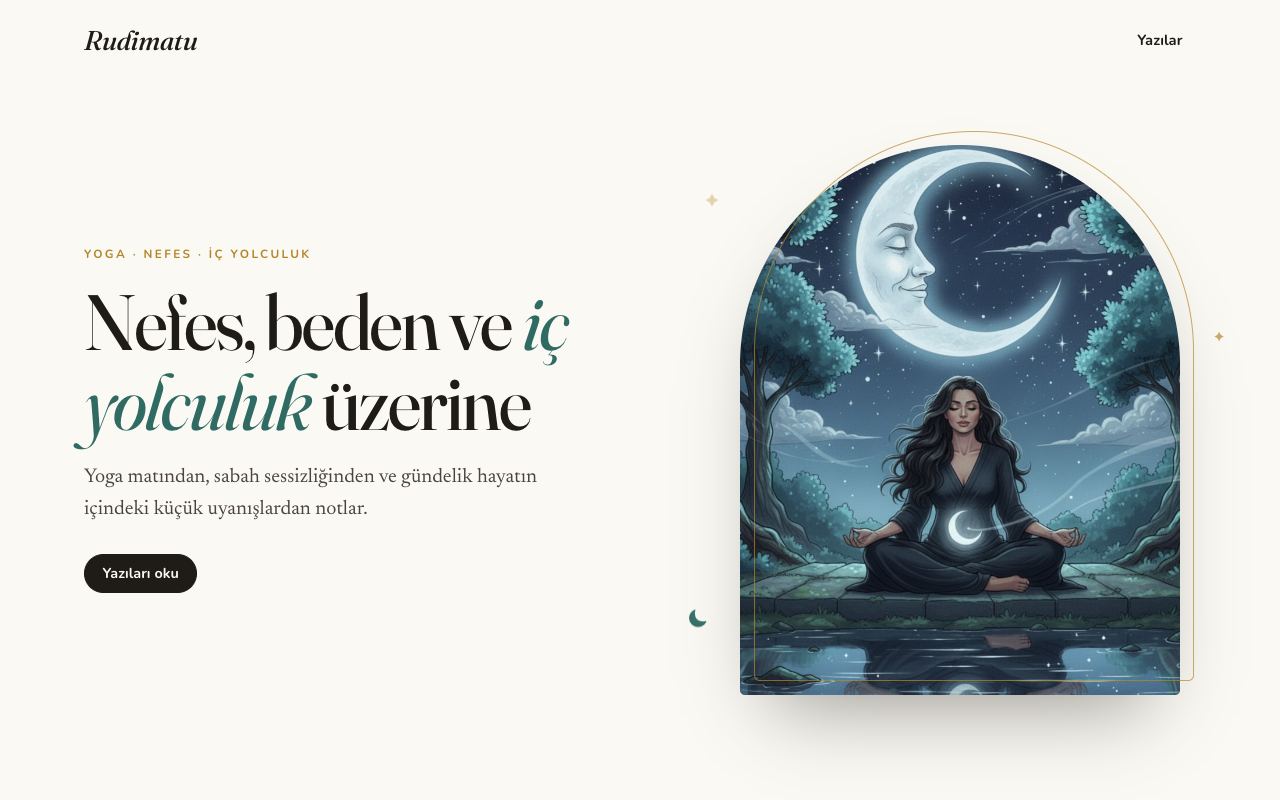 Rudimatu
Yazılar
YOGA · NEFES · İÇ YOLCULUK
Nefes, beden ve iç
yolculuk üzerine
Yoga matından, sabah sessizliğinden ve gündelik hayatın
içindeki küçük uyanışlardan notlar.
Yazıları oku